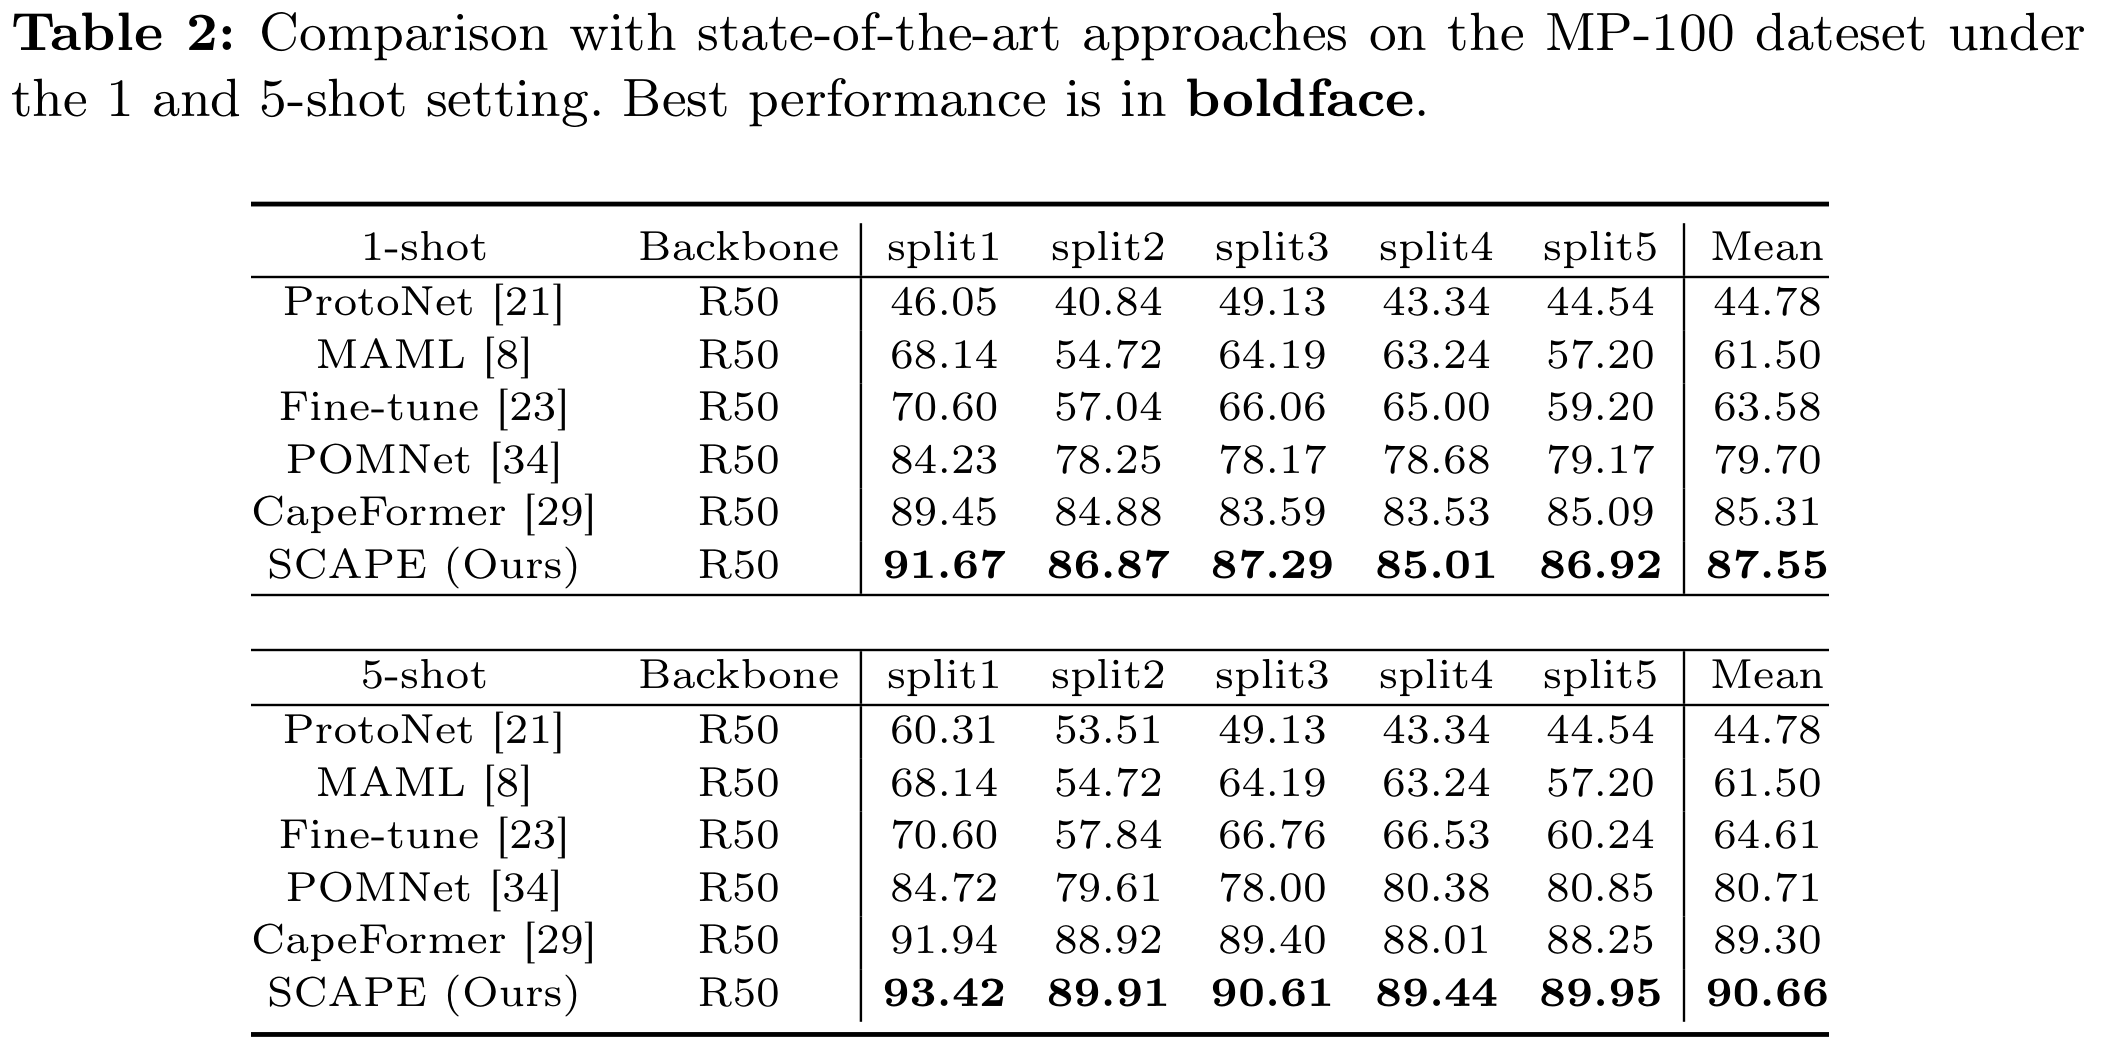 Table 2: Comparison with state-of-the-art approaches on the MP-100 dateset under
the 1 and 5-shot setting. Best performance is in boldface.
1-shot Backbone split1 split2 split3 split4 split5 Mean
ProtoNet [21] R50 46.05 40.84 49.13 43.34 44.54 44.78
MAML [8] R50 68.14 54.72 64.19 63.24 57.20 61.50
Fine-tune [23] R50 70.60 57.04 66.06 65.00 59.20 63.58
POMNet [34] R50 84.23 78.25 78.17 78.68 79.17 79.70
CapeFormer [29] R50 89.45 84.88 83.59 83.53 85.09 85.31
SCAPE (Ours) R50 91.67 86.87 87.29 85.01 86.92 87.55
5-shot Backbone split1 split2 split3 split4 split5 Mean
ProtoNet [21] R50 60.31 53.51 49.13 43.34 44.54 44.78
MAML [8] R50 68.14 54.72 64.19 63.24 57.20 61.50
Fine-tune [23] R50 70.60 57.84 66.76 66.53 60.24 64.61
POMNet [34] R50 84.72 79.61 78.00 80.38 80.85 80.71
CapeFormer [29] R50 91.94 88.92 89.40 88.01 88.25 89.30
SCAPE (Ours) R50 93.42 89.91 90.61 89.44 89.95 90.66